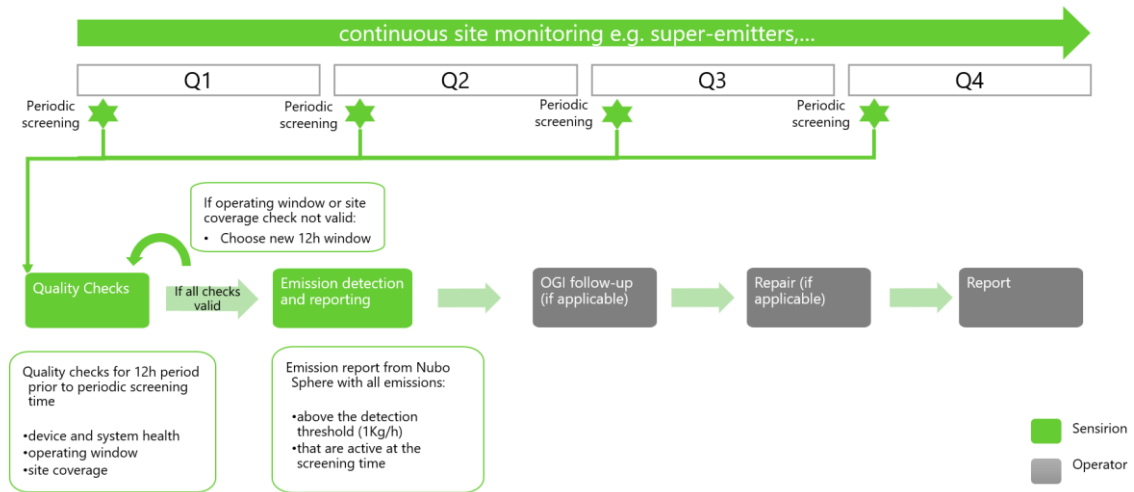 continuous site monitoring e.g. super-emitters,...
Q1
Q2
Q3
Q4
Periodic
screening
Periodic
screening
Periodic
screening
Periodic
screening
If operating window or site
coverage check not valid:
• Choose new 12h window
Quality Checks
If all checks
valid
Emission detection
and reporting
OGI follow-up
(if applicable)
Repair (if
applicable)
Report
Quality checks for 12h period
prior to periodic screening
time
•device and system health
•operating window
•site coverage
Emission report from Nubo
Sphere with all emissions:
•above the detection
threshold (1Kg/h)
•that are active at the
screening time
Sensirion
Operator